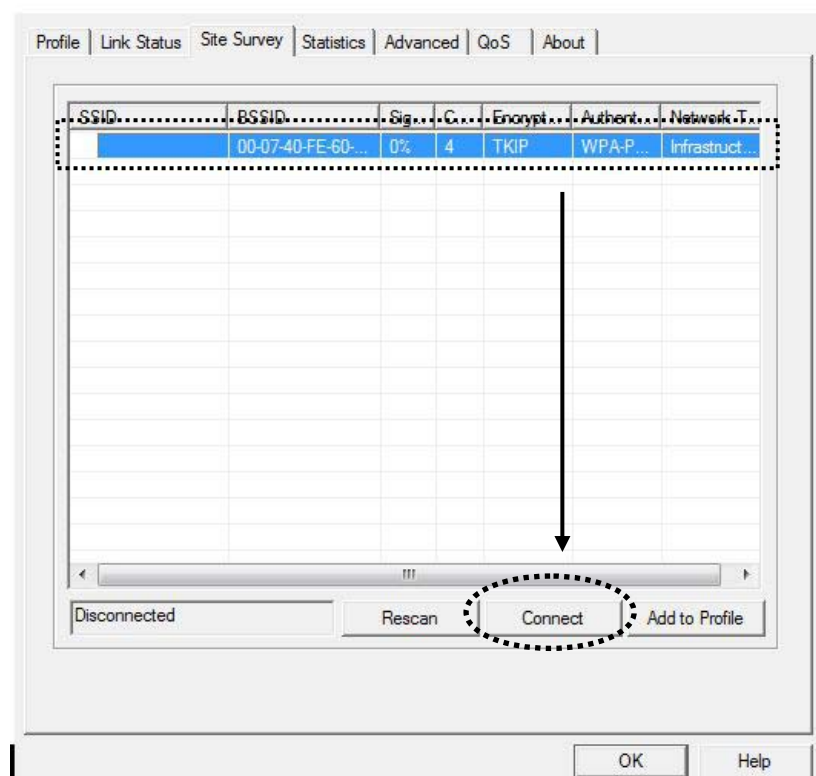 Profile Link Status Site Survey Statistics Advanced QoS About
SSID BSSID Sig... C... Encrypt... Authent... Network T...
00-07-40-FE-60-... 0% 4 TKIP WPA-P... Infrastruct...
Disconnected Rescan Connect Add to Profile
OK Help